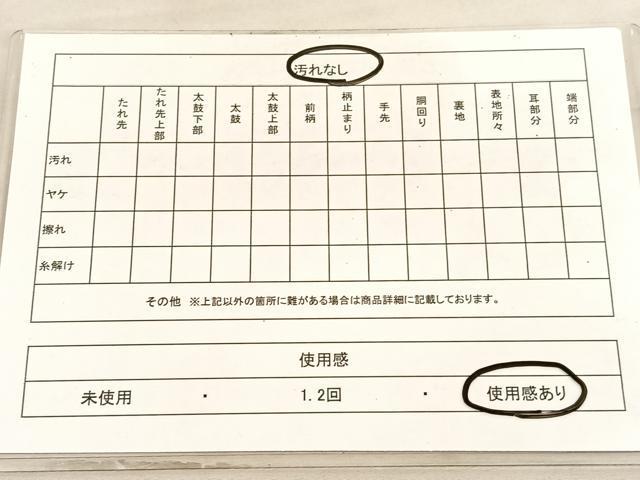 汚れなし
たれ先 たれ先上部 太鼓下部 太鼓 太鼓上部 前柄 柄止まり 手先 胴回り 裏地 表地所々 耳部分 端部分
汚れ
ヤケ
擦れ
糸解け
その他 ※上記以外の箇所に難がある場合は商品詳細に記載しております。
使用感
未使用 ・ 1.2回 ・ 使用感あり